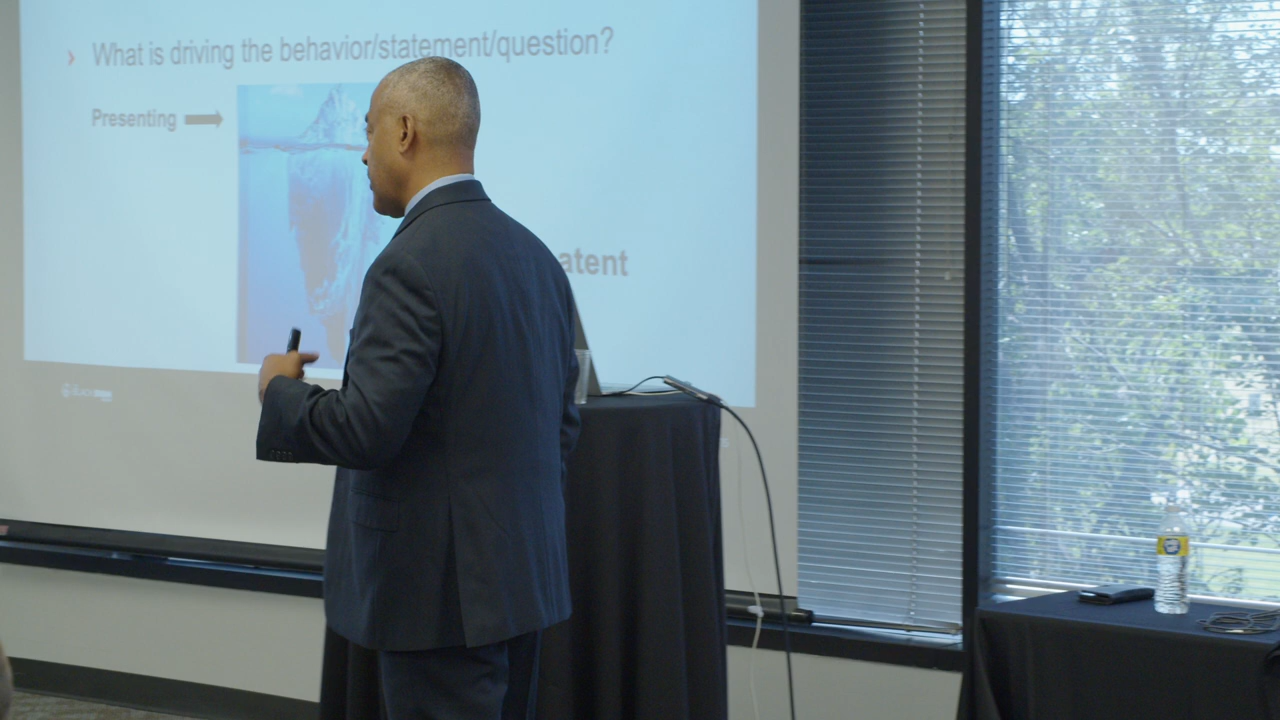 What is driving the behavior/statement/question?
Presenting
atent